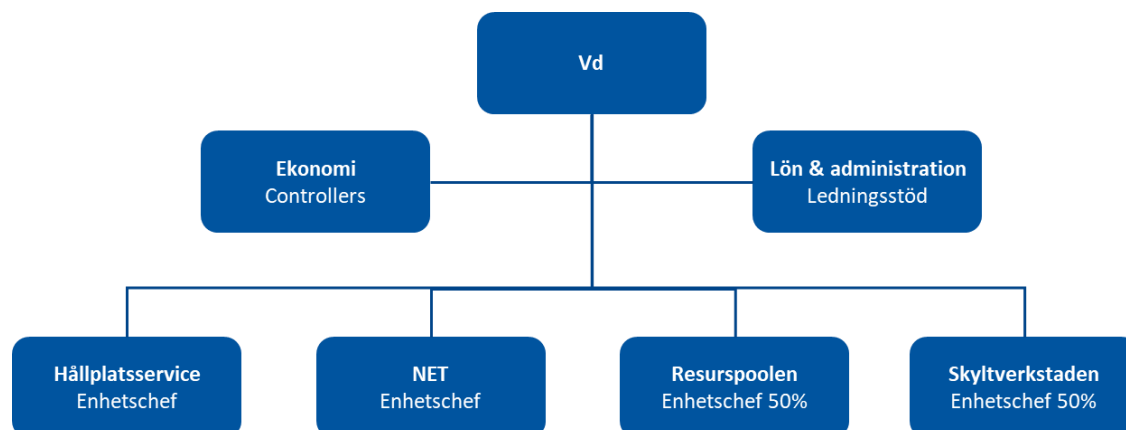 Vd
Ekonomi
Controllers
Lön & administration
Ledningsstöd
Hållplatsservice
Enhetschef
NET
Enhetschef
Resurspoolen
Enhetschef 50%
Skyltverkstaden
Enhetschef 50%